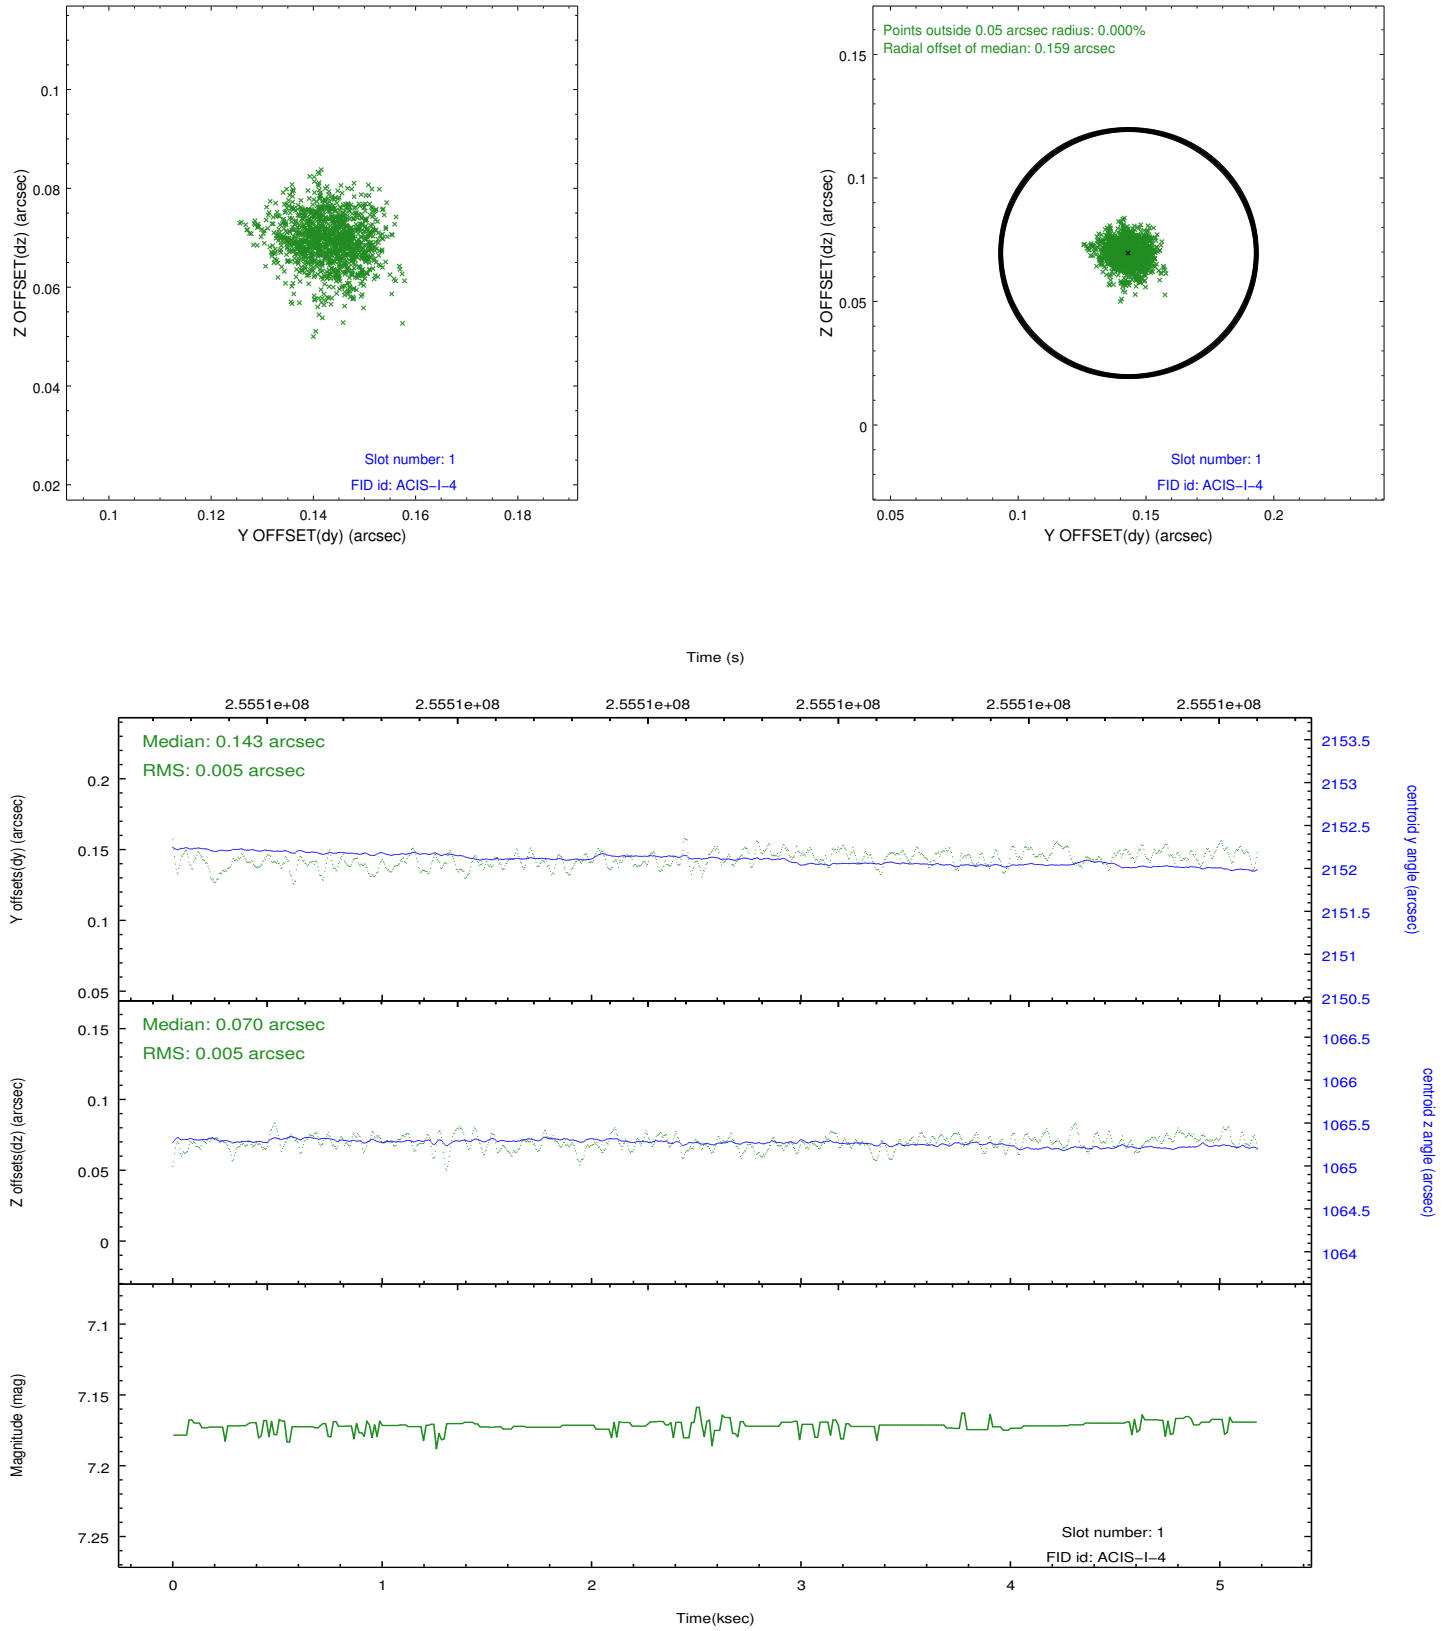 0.1
0.08
0.06
0.04
0.02
Z OFFSET(dz) (arcsec)
0.1 0.12 0.14 0.16 0.18
Y OFFSET(dy) (arcsec)
Slot number: 1
FID id: ACIS−I−4
Points outside 0.05 arcsec radius: 0.000%
Radial offset of median: 0.159 arcsec
0.15
0.1
0.05
0
Z OFFSET(dz) (arcsec)
0.05 0.1 0.15 0.2
Y OFFSET(dy) (arcsec)
Slot number: 1
FID id: ACIS−I−4
Time (s)
2.5551e+08 2.5551e+08 2.5551e+08 2.5551e+08 2.5551e+08 2.5551e+08
Median: 0.143 arcsec
RMS: 0.005 arcsec
0.2
0.15
0.1
0.05
Y offsets(dy) (arcsec)
2153.5
2153
2152.5
2152
2151.5
2151
2150.5
centroid y angle (arcsec)
Median: 0.070 arcsec
RMS: 0.005 arcsec
0.15
0.1
0.05
0
Z offsets(dz) (arcsec)
1066.5
1066
1065.5
1065
1064.5
1064
centroid z angle (arcsec)
7.1
7.15
7.2
7.25
Magnitude (mag)
Slot number: 1
FID id: ACIS−I−4
0 1 2 3 4 5
Time(ksec)